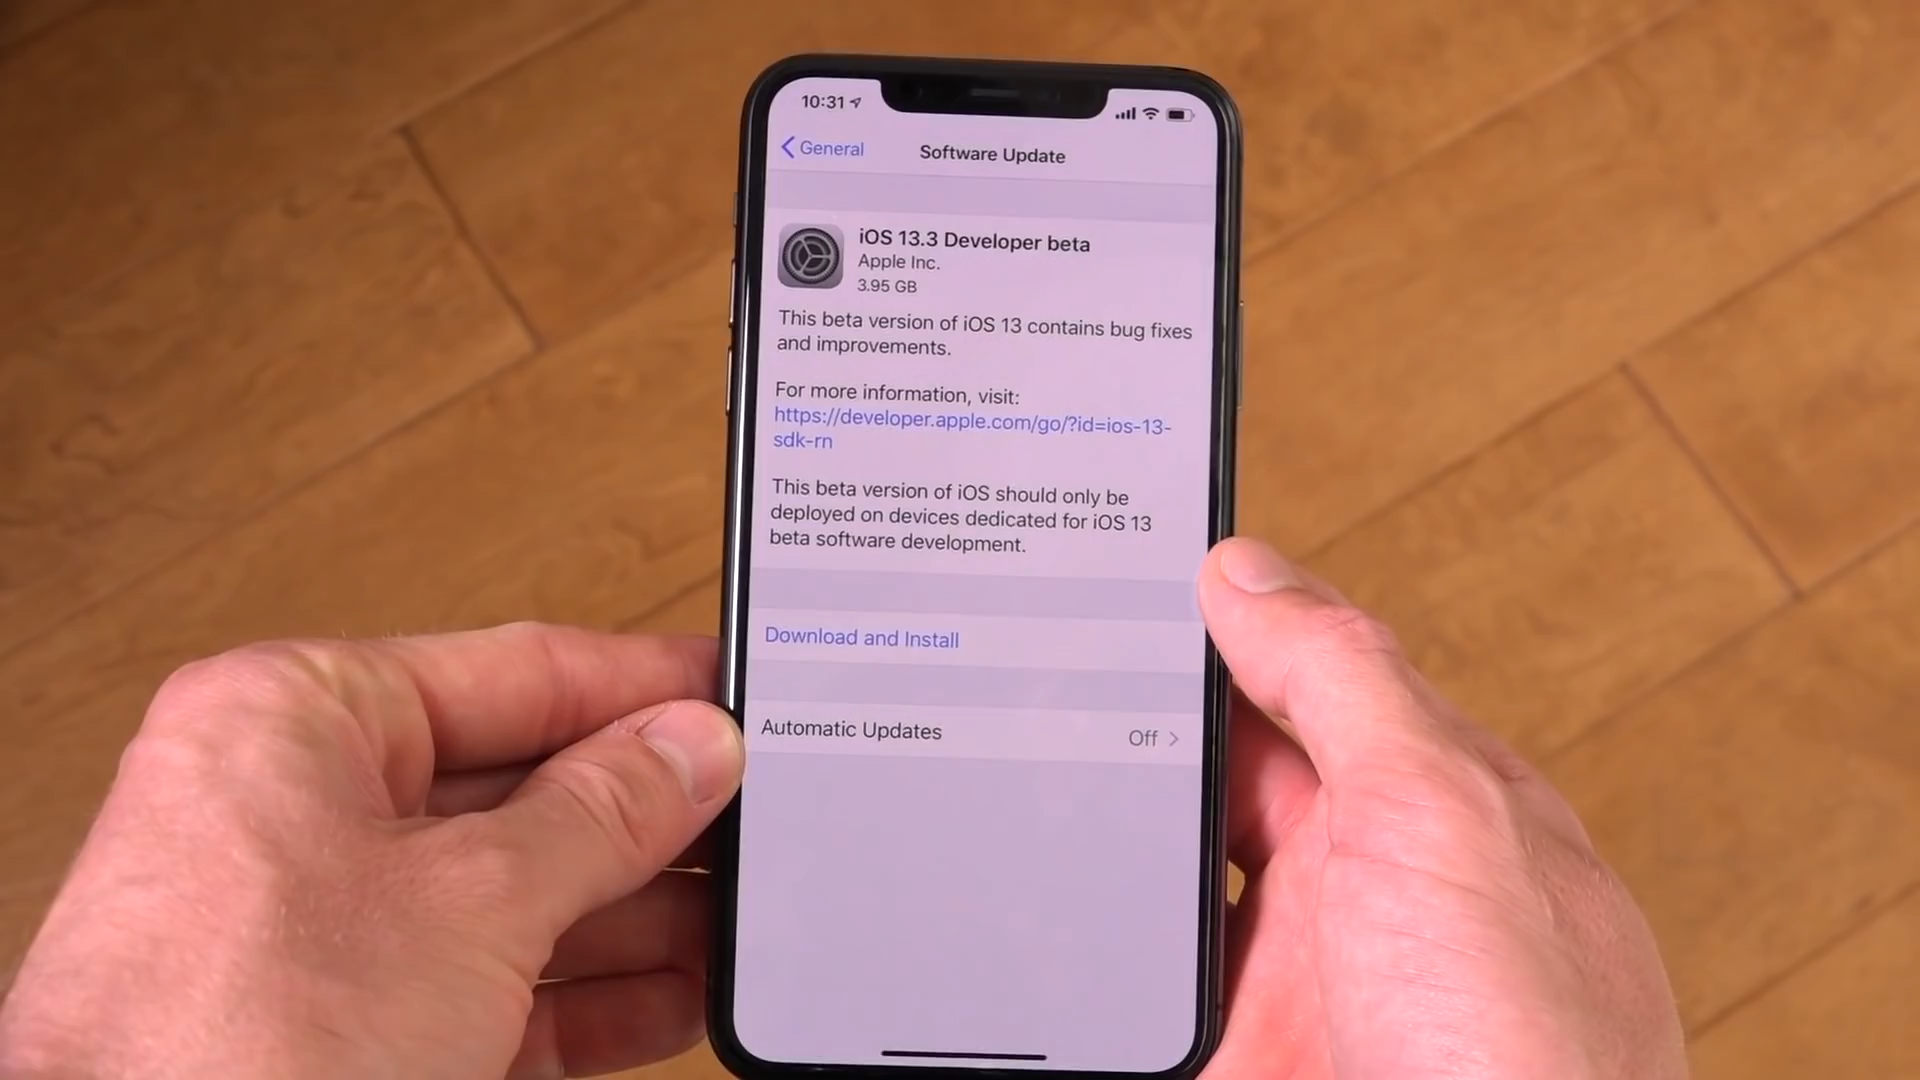 10:31
General
Software Update
iOS 13.3 Developer beta
Apple Inc.
3.95 GB
This beta version of iOS 13 contains bug fixes
and improvements.
For more information, visit:
https://developer.apple.com/go/?id=ios-13-
sdk-rn
This beta version of iOS should only be
deployed on devices dedicated for iOS 13
beta software development.
Download and Install
Automatic Updates Off